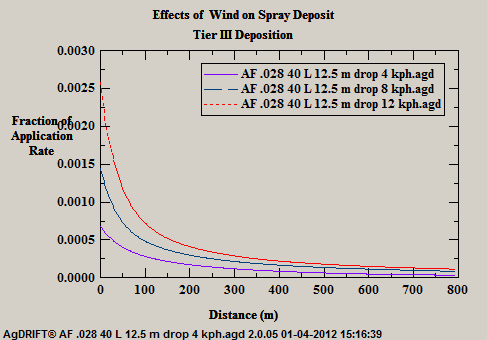 Effects of Wind on Spray Deposit
Tier III Deposition
0.0030
0.0025
0.0020
0.0015
0.0010
0.0005
0.0000
Fraction of
Application
Rate
AF .028 40 L 12.5 m drop 4 kph.agd
AF .028 40 L 12.5 m drop 8 kph.agd
AF .028 40 L 12.5 m drop 12 kph.agd
0 100 200 300 400 500 600 700 800
Distance (m)
AgDRIFT® AF .028 40 L 12.5 m drop 4 kph.agd 2.0.05 01-04-2012 15:16:39